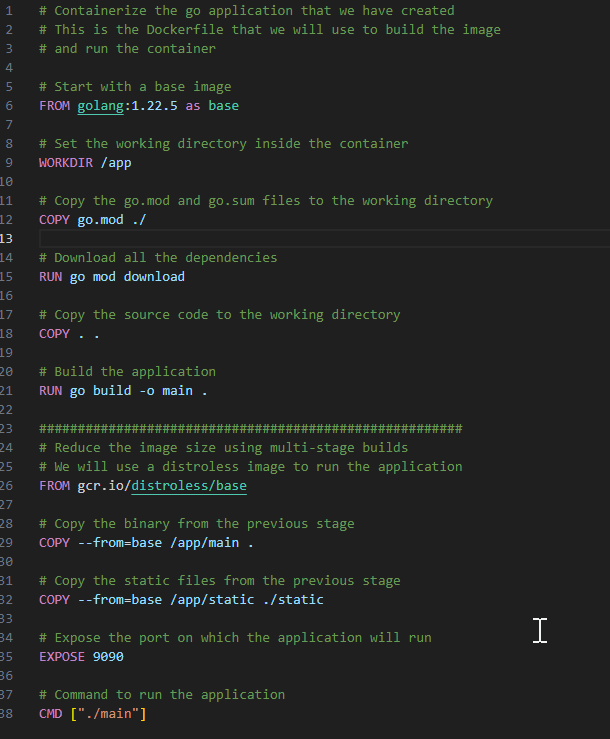 1 # Containerize the go application that we have created
2 # This is the Dockerfile that we will use to build the image
3 # and run the container
4
5 # Start with a base image
6 FROM golang:1.22.5 as base
7
8 # Set the working directory inside the container
9 WORKDIR /app
10
11 # Copy the go.mod and go.sum files to the working directory
12 COPY go.mod ./
13
14 # Download all the dependencies
15 RUN go mod download
16
17 # Copy the source code to the working directory
18 COPY . .
19
20 # Build the application
21 RUN go build -o main .
22
23 #######################################################
24 # Reduce the image size using multi-stage builds
25 # We will use a distroless image to run the application
26 FROM gcr.io/distroless/base
27
28 # Copy the binary from the previous stage
29 COPY --from=base /app/main .
30
31 # Copy the static files from the previous stage
32 COPY --from=base /app/static ./static
33
34 # Expose the port on which the application will run
35 EXPOSE 9090
36
37 # Command to run the application
38 CMD ["./main"]